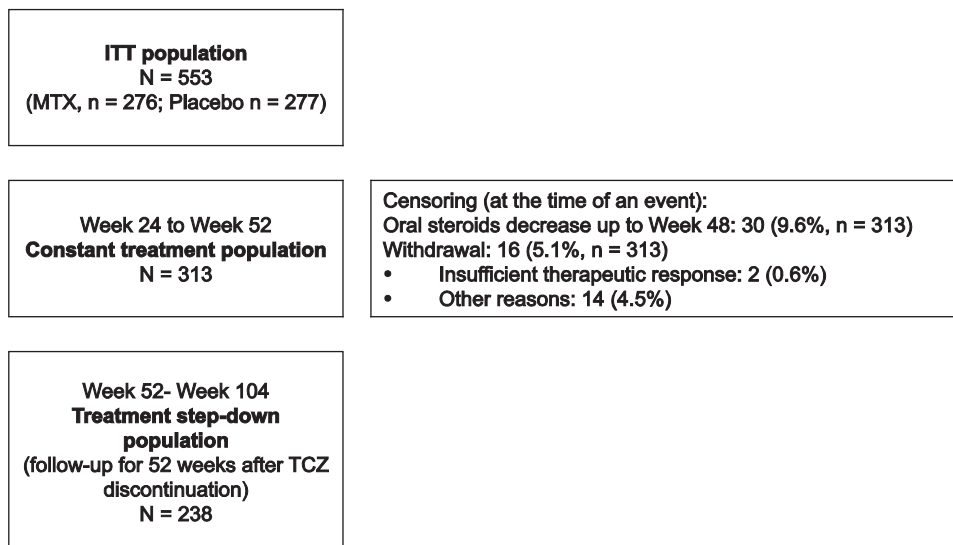 ITT population
N = 553
(MTX, n = 276; Placebo n = 277)
Week 24 to Week 52
Constant treatment population
N = 313
Censoring (at the time of an event):
Oral steroids decrease up to Week 48: 30 (9.6%, n = 313)
Withdrawal: 16 (5.1%, n = 313)
• Insufficient therapeutic response: 2 (0.6%)
• Other reasons: 14 (4.5%)
Week 52- Week 104
Treatment step-down
population
(follow-up for 52 weeks after TCZ
discontinuation)
N = 238